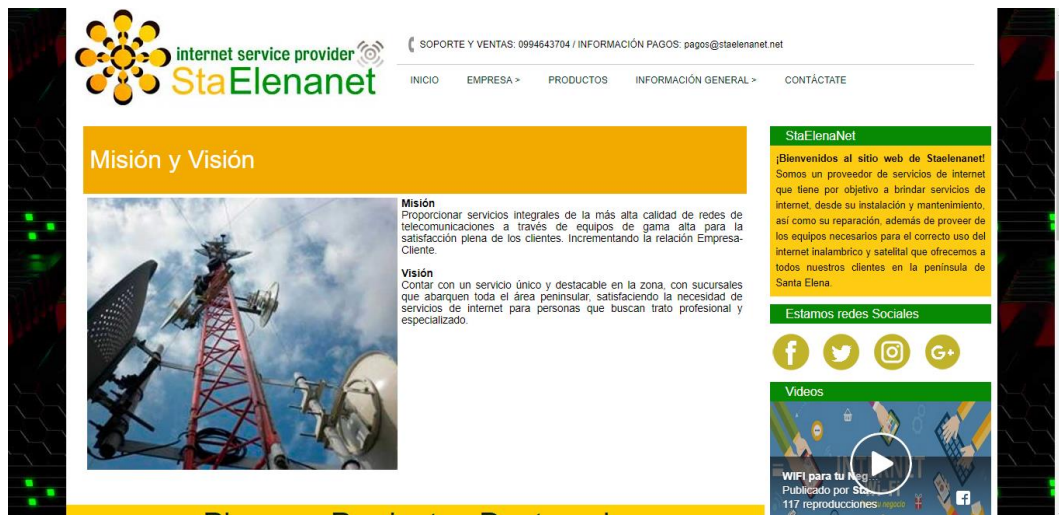 internet service provider
StaElenanet
SOPORTE Y VENTAS: 0994643704 / INFORMACIÓN PAGOS: pagos@staelenanet.net
INICIO EMPRESA > PRODUCTOS INFORMACIÓN GENERAL > CONTÁCTATE
Misión y Visión
Misión
Proporcionar servicios integrales de la más alta calidad de redes de
telecomunicaciones a través de equipos de gama alta para la
satisfacción plena de los clientes. Incrementando la relación Empresa-
Cliente.
Visión
Contar con un servicio único y destacable en la zona, con sucursales
que abarquen toda el área peninsular, satisfaciendo la necesidad de
servicios de internet para personas que buscan trato profesional y
especializado.
StaElenaNet
¡Bienvenidos al sitio web de Staelenanet!
Somos un proveedor de servicios de internet
que tiene por objetivo a brindar servicios de
internet, desde su instalación y mantenimiento,
así como su reparación, además de proveer de
los equipos necesarios para el correcto uso del
internet inalambrico y satelital que ofrecemos a
todos nuestros clientes en la península de
Santa Elena.
Estamos redes Sociales
G+
Videos
WIFI para tu Neg...
Publicado por Sta...
117 reproducciones